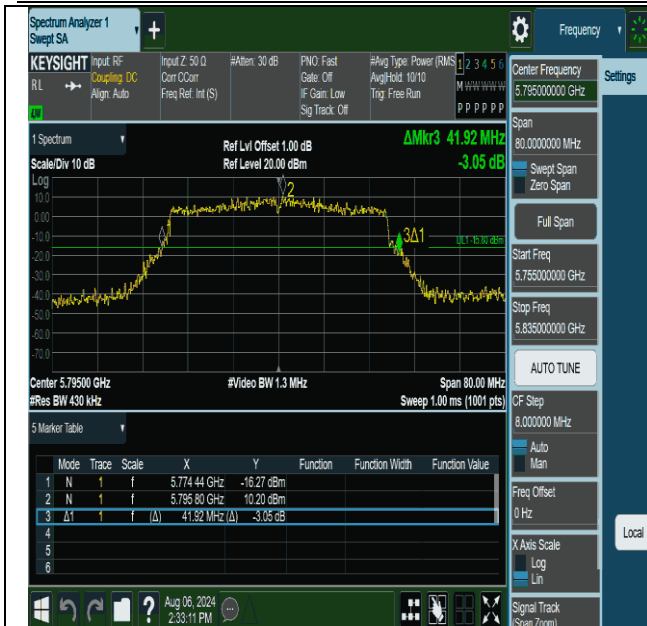 Spectrum Analyzer 1
Swept SA
+
Frequency
KEYSIGHT
RL
Input: RF
Coupling: DC
Align: Auto
Input Z: 50 Ω
Corr CCorr
Freq Ref: Int (S)
#Atten: 30 dB
PNO: Fast
Gate: Off
IF Gain: Low
Sig Track: Off
#Avg Type: Power (RMS
Avg|Hold: 10/10
Trig: Free Run
1 2 3 4 5 6
M W W W W W
P P P P P P
1 Spectrum
Scale/Div 10 dB
Log
Ref Lvl Offset 1.00 dB
Ref Level 20.00 dBm
ΔMkr3 41.92 MHz
-3.05 dB
10.0
0.00
-10.0
-20.0
-30.0
-40.0
-50.0
-60.0
-70.0
2
3Δ1
DL1 -15.80 dBm
Center 5.79500 GHz
#Res BW 430 kHz
#Video BW 1.3 MHz
Span 80.00 MHz
Sweep 1.00 ms (1001 pts)
5 Marker Table
Mode Trace Scale X Y Function Function Width Function Value
1 N 1 f 5.774 44 GHz -16.27 dBm
2 N 1 f 5.795 80 GHz 10.20 dBm
3 Δ1 1 f (Δ) 41.92 MHz (Δ) -3.05 dB
4
5
6
Aug 06, 2024
2:33:11 PM
Center Frequency
5.795000000 GHz
Settings
Span
80.0000000 MHz
Swept Span
Zero Span
Full Span
Start Freq
5.755000000 GHz
Stop Freq
5.835000000 GHz
AUTO TUNE
CF Step
8.000000 MHz
Auto
Man
Freq Offset
0 Hz
X Axis Scale
Log
Lin
Local
Signal Track
(Span Zoom)